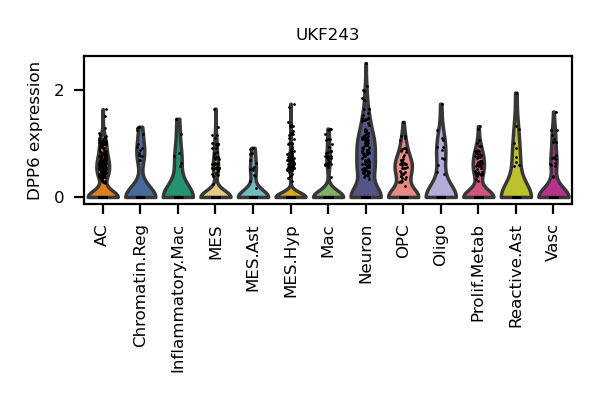 UKF243
DPP6 expression
2
0
AC
Chromatin.Reg
Inflammatory.Mac
MES
MES.Ast
MES.Hyp
Mac
Neuron
OPC
Oligo
Prolif.Metab
Reactive.Ast
Vasc